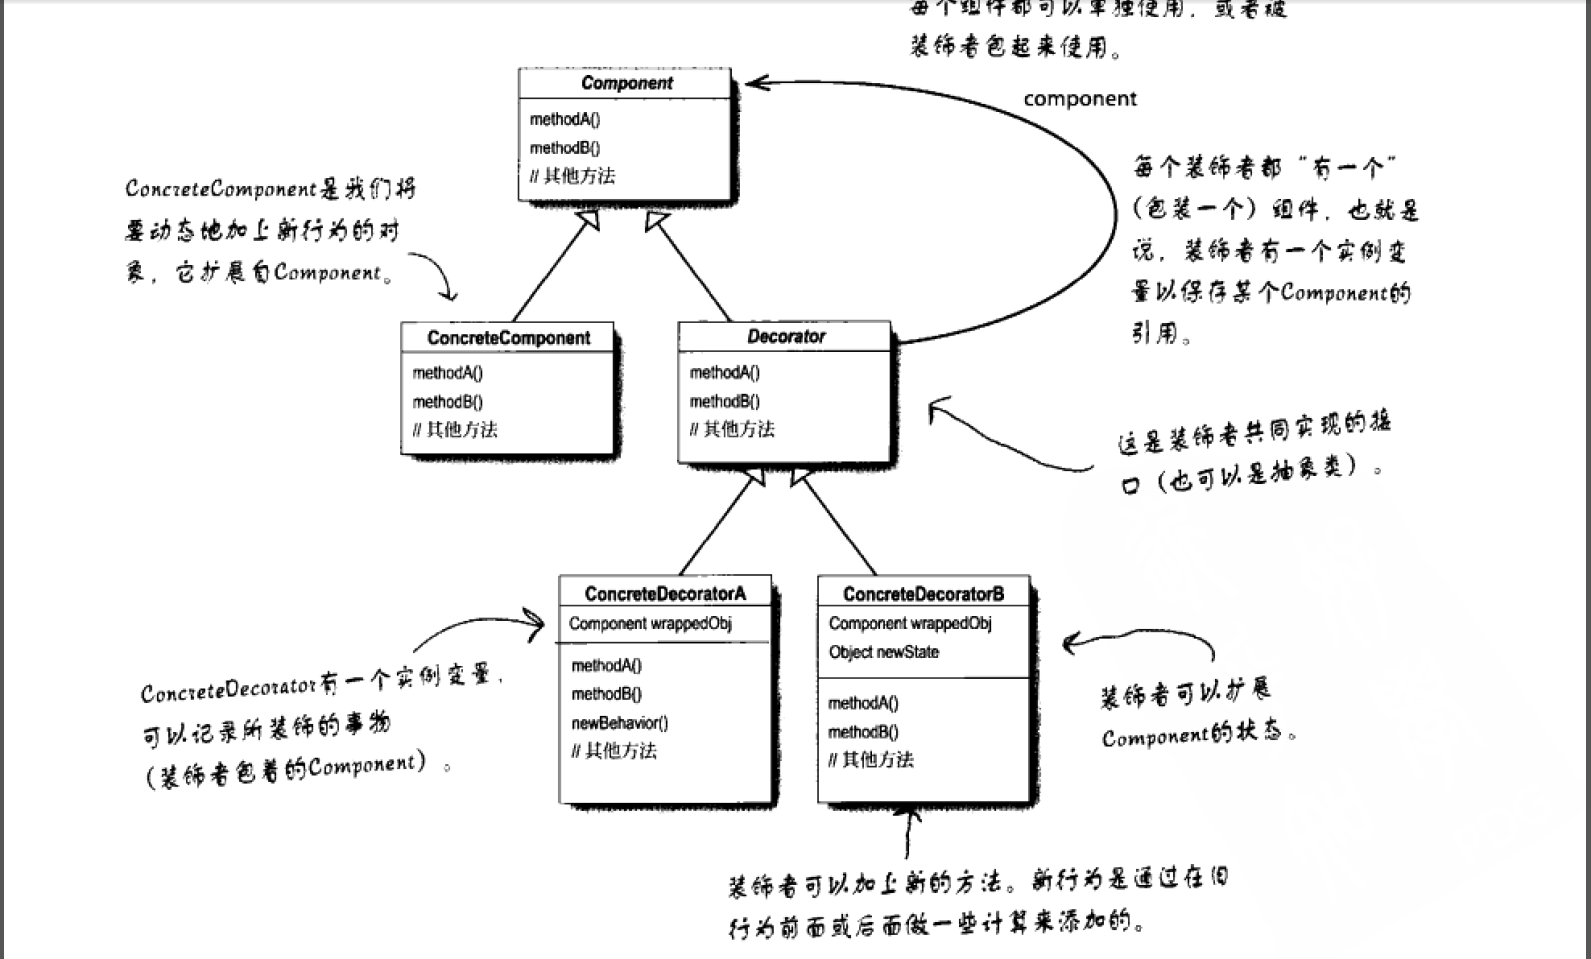 每个组件都可以单独使用，或者被
装饰者包起来使用。
Component
methodA()
methodB()
// 其他方法
component
每个装饰者都“有一个”
（包装一个）组件，也就是
说，装饰者有一个实例变
量以保存某个Component的
引用。
ConcreteComponent是我们将
要动态地加上新行为的对
象，它扩展自Component。
ConcreteComponent
methodA()
methodB()
// 其他方法
Decorator
methodA()
methodB()
// 其他方法
这是装饰者共同实现的接
口（也可以是抽象类）。
ConcreteDecoratorA
Component wrappedObj
methodA()
methodB()
newBehavior()
// 其他方法
ConcreteDecoratorB
Component wrappedObj
Object newState
methodA()
methodB()
// 其他方法
ConcreteDecorator有一个实例变量，
可以记录所装饰的事物
（装饰者包着的Component）。
装饰者可以扩展
Component的状态。
装饰者可以加上新的方法。新行为是通过在旧
行为前面或后面做一些计算来添加的。